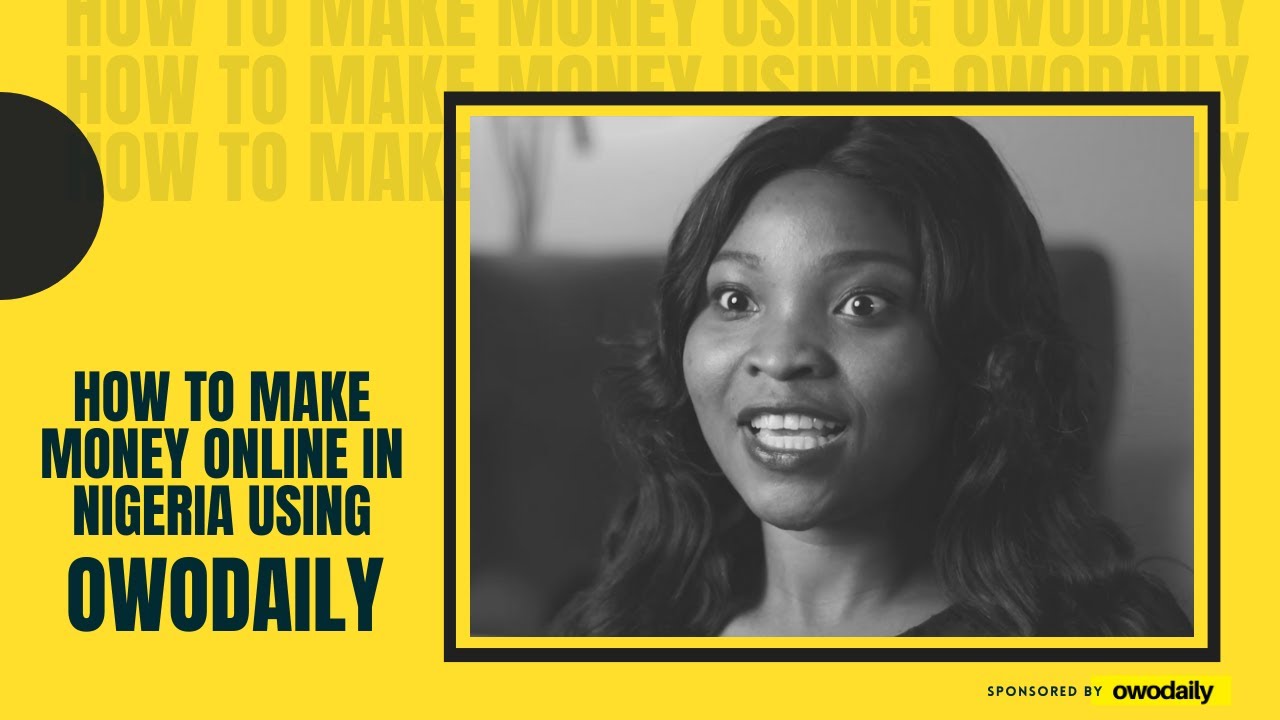 HOW TO MAKE MONEY USINNG OWODAILY
HOW TO MAKE MONEY USINNG OWODAILY
HOW TO MAKE LY
HOW TO MAKE
MONEY ONLINE IN
NIGERIA USING
OWODAILY
SPONSORED BY owodaily